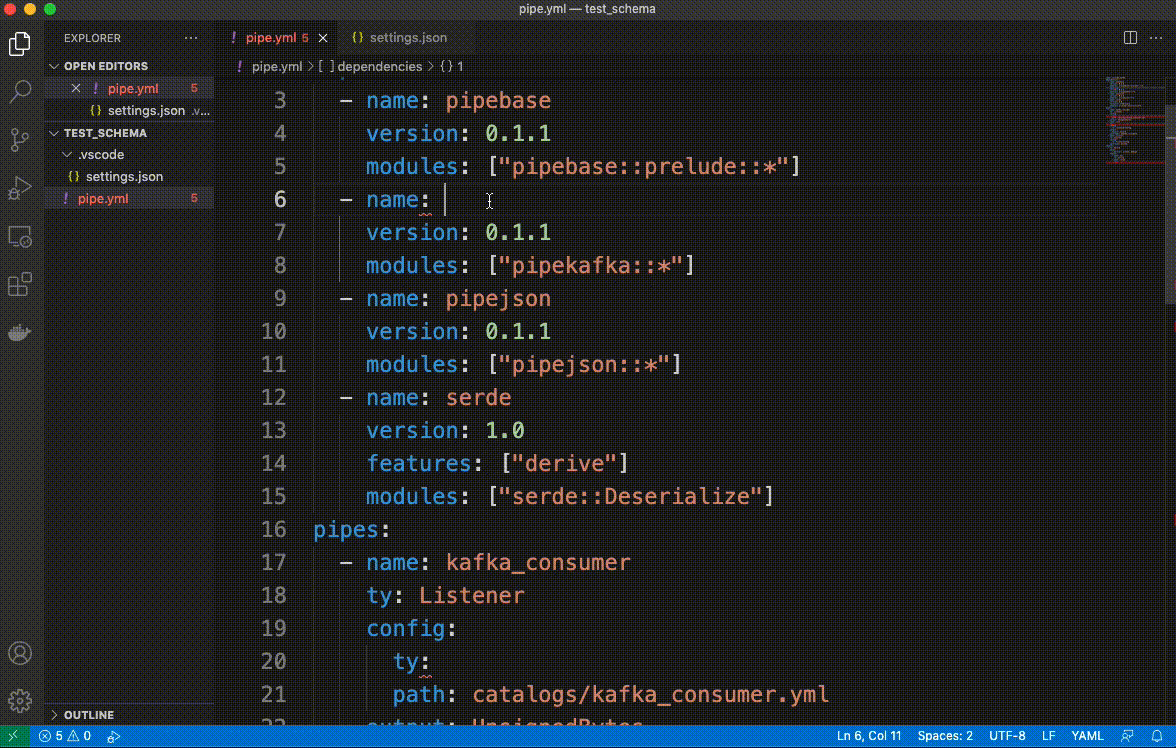 pipe.yml — test_schema
EXPLORER ···
! pipe.yml 5 ×
{} settings.json
! pipe.yml > [ ] dependencies > {} 1
OPEN EDITORS
× ! pipe.yml 5
{} settings.json .v...
TEST_SCHEMA
.vscode
{} settings.json
! pipe.yml 5
OUTLINE
3 - name: pipebase
4 version: 0.1.1
5 modules: ["pipebase::prelude::*"]
6 - name:
7 version: 0.1.1
8 modules: ["pipekafka::*"]
9 - name: pipejson
10 version: 0.1.1
11 modules: ["pipejson::*"]
12 - name: serde
13 version: 1.0
14 features: ["derive"]
15 modules: ["serde::Deserialize"]
16 pipes:
17 - name: kafka_consumer
18 ty: Listener
19 config:
20 ty:
21 path: catalogs/kafka_consumer.yml
22 output: UnsignedBytes
5 0
Ln 6, Col 11 Spaces: 2 UTF-8 LF YAML